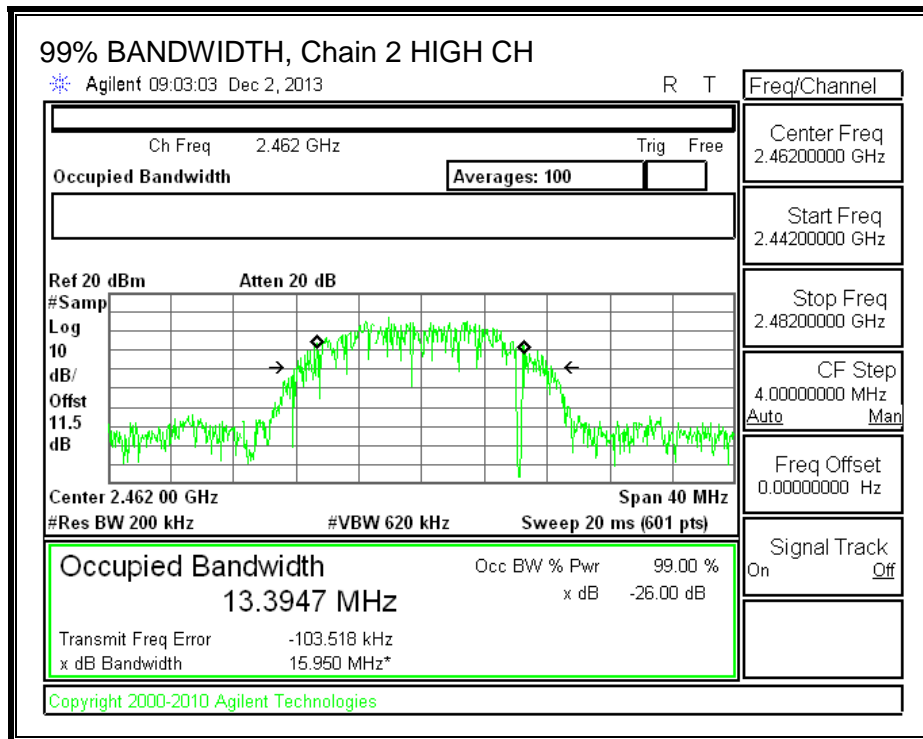 99% BANDWIDTH, Chain 2 HIGH CH
Agilent 09:03:03 Dec 2, 2013 R T
Ch Freq 2.462 GHz Trig Free
Occupied Bandwidth Averages: 100
Ref 20 dBm Atten 20 dB
#Samp
Log
10
dB/
Offst
11.5
dB
Center 2.462 00 GHz Span 40 MHz
#Res BW 200 kHz #VBW 620 kHz Sweep 20 ms (601 pts)
Occupied Bandwidth Occ BW % Pwr 99.00 %
13.3947 MHz x dB -26.00 dB
Transmit Freq Error -103.518 kHz
x dB Bandwidth 15.950 MHz*
Copyright 2000-2010 Agilent Technologies
Freq/Channel
Center Freq
2.46200000 GHz
Start Freq
2.44200000 GHz
Stop Freq
2.48200000 GHz
CF Step
4.00000000 MHz
Auto Man
Freq Offset
0.00000000 Hz
Signal Track
On Off